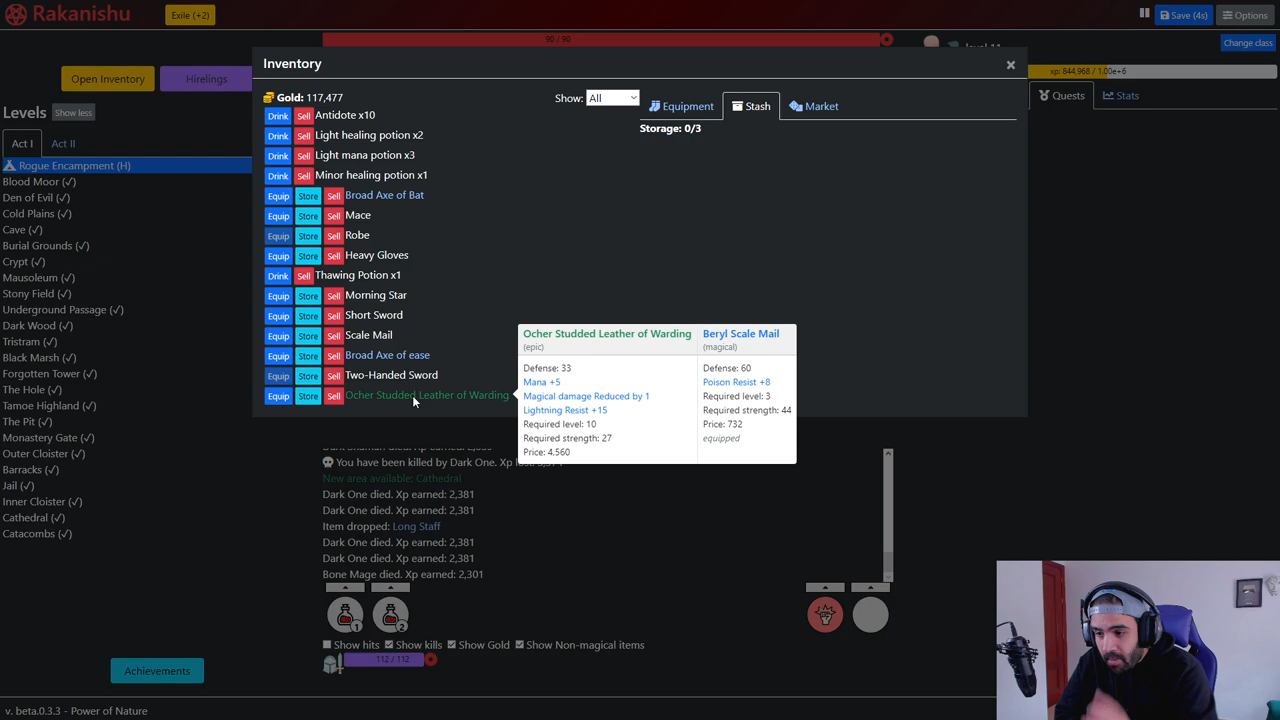 Rakanishu
Exile (+2)
Save (4s)
Options
90 / 90
Change class
Inventory
Open Inventory
Hirelings
xp: 844,968 / 1.00e+6
Gold: 117,477
Show: All
Equipment
Stash
Market
Quests
Stats
Storage: 0/3
Levels
Show less
Act I
Act II
Rogue Encampment (H)
Blood Moor (✓)
Den of Evil (✓)
Cold Plains (✓)
Cave (✓)
Burial Grounds (✓)
Crypt (✓)
Mausoleum (✓)
Stony Field (✓)
Underground Passage (✓)
Dark Wood (✓)
Tristram (✓)
Black Marsh (✓)
Forgotten Tower (✓)
The Hole (✓)
Tamoe Highland (✓)
The Pit (✓)
Monastery Gate (✓)
Outer Cloister (✓)
Barracks (✓)
Jail (✓)
Inner Cloister (✓)
Cathedral (✓)
Catacombs (✓)
Drink Sell Antidote x10
Drink Sell Light healing potion x2
Drink Sell Light mana potion x3
Drink Sell Minor healing potion x1
Equip Store Sell Broad Axe of Bat
Equip Store Sell Mace
Equip Store Sell Robe
Equip Store Sell Heavy Gloves
Drink Sell Thawing Potion x1
Equip Store Sell Morning Star
Equip Store Sell Short Sword
Equip Store Sell Scale Mail
Equip Store Sell Broad Axe of ease
Equip Store Sell Two-Handed Sword
Equip Store Sell Ocher Studded Leather of Warding
Ocher Studded Leather of Warding
(epic)
Defense: 33
Mana +5
Magical damage Reduced by 1
Lightning Resist +15
Required level: 10
Required strength: 27
Price: 4,560
Beryl Scale Mail
(magical)
Defense: 60
Poison Resist +8
Required level: 3
Required strength: 44
Price: 732
equipped
You have been killed by Dark One. Xp
New area available: Cathedral
Dark One died. Xp earned: 2,381
Dark One died. Xp earned: 2,381
Item dropped: Long Staff
Dark One died. Xp earned: 2,381
Dark One died. Xp earned: 2,381
Bone Mage died. Xp earned: 2,301
1
2
Show hits
Show kills
Show Gold
Show Non-magical items
112 / 112
Achievements
v. beta.0.3.3 - Power of Nature